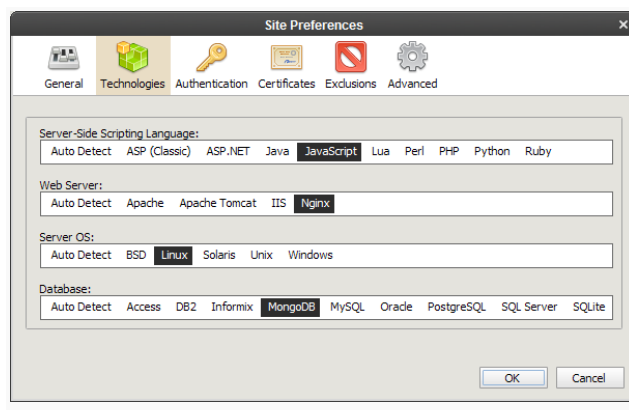 Site Preferences ×
General Technologies Authentication Certificates Exclusions Advanced
Server-Side Scripting Language:
Auto Detect ASP (Classic) ASP.NET Java JavaScript Lua Perl PHP Python Ruby
Web Server:
Auto Detect Apache Apache Tomcat IIS Nginx
Server OS:
Auto Detect BSD Linux Solaris Unix Windows
Database:
Auto Detect Access DB2 Informix MongoDB MySQL Oracle PostgreSQL SQL Server SQLite
OK Cancel